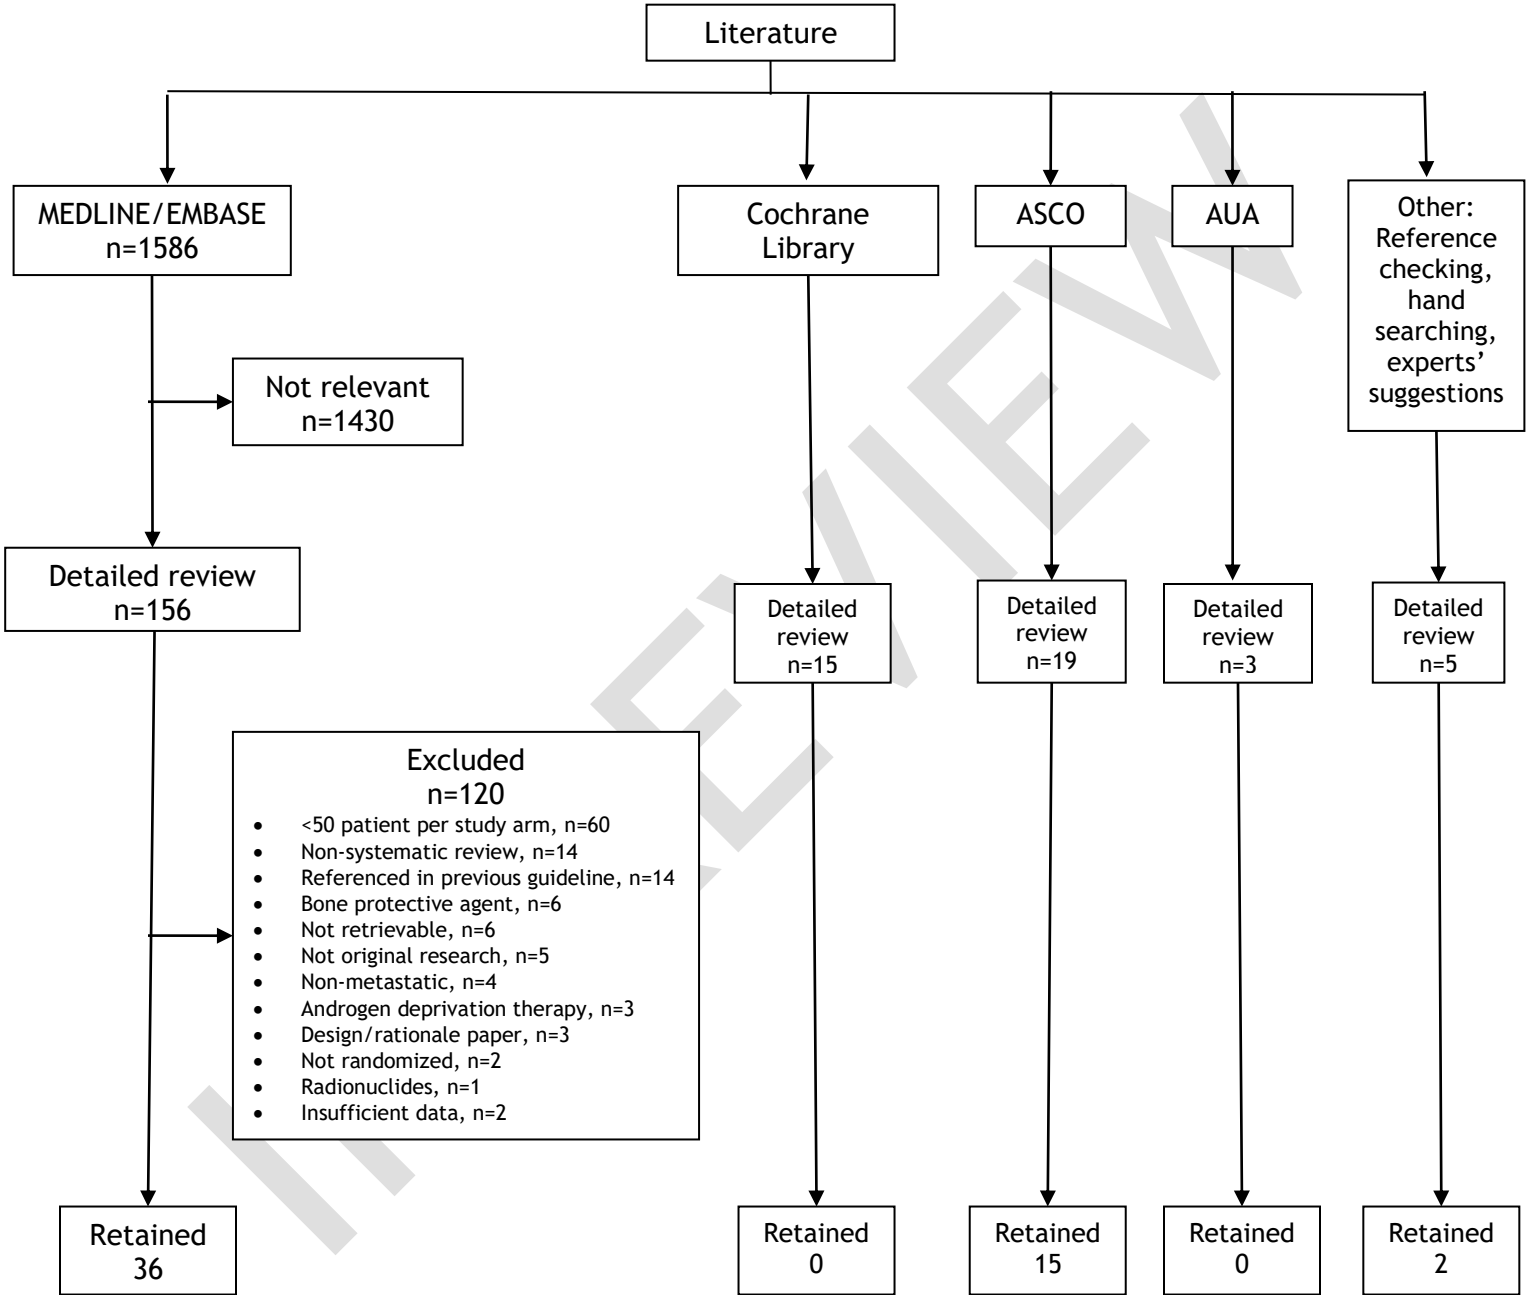 Literature
MEDLINE/EMBASE
n=1586
Cochrane
Library
ASCO
AUA
Other:
Reference
checking,
hand
searching,
experts’
suggestions
Not relevant
n=1430
Detailed review
n=156
Detailed
review
n=15
Detailed
review
n=19
Detailed
review
n=3
Detailed
review
n=5
Excluded
n=120
• <50 patient per study arm, n=60
• Non-systematic review, n=14
• Referenced in previous guideline, n=14
• Bone protective agent, n=6
• Not retrievable, n=6
• Not original research, n=5
• Non-metastatic, n=4
• Androgen deprivation therapy, n=3
• Design/rationale paper, n=3
• Not randomized, n=2
• Radionuclides, n=1
• Insufficient data, n=2
Retained
36
Retained
0
Retained
15
Retained
0
Retained
2
IN REVIEW